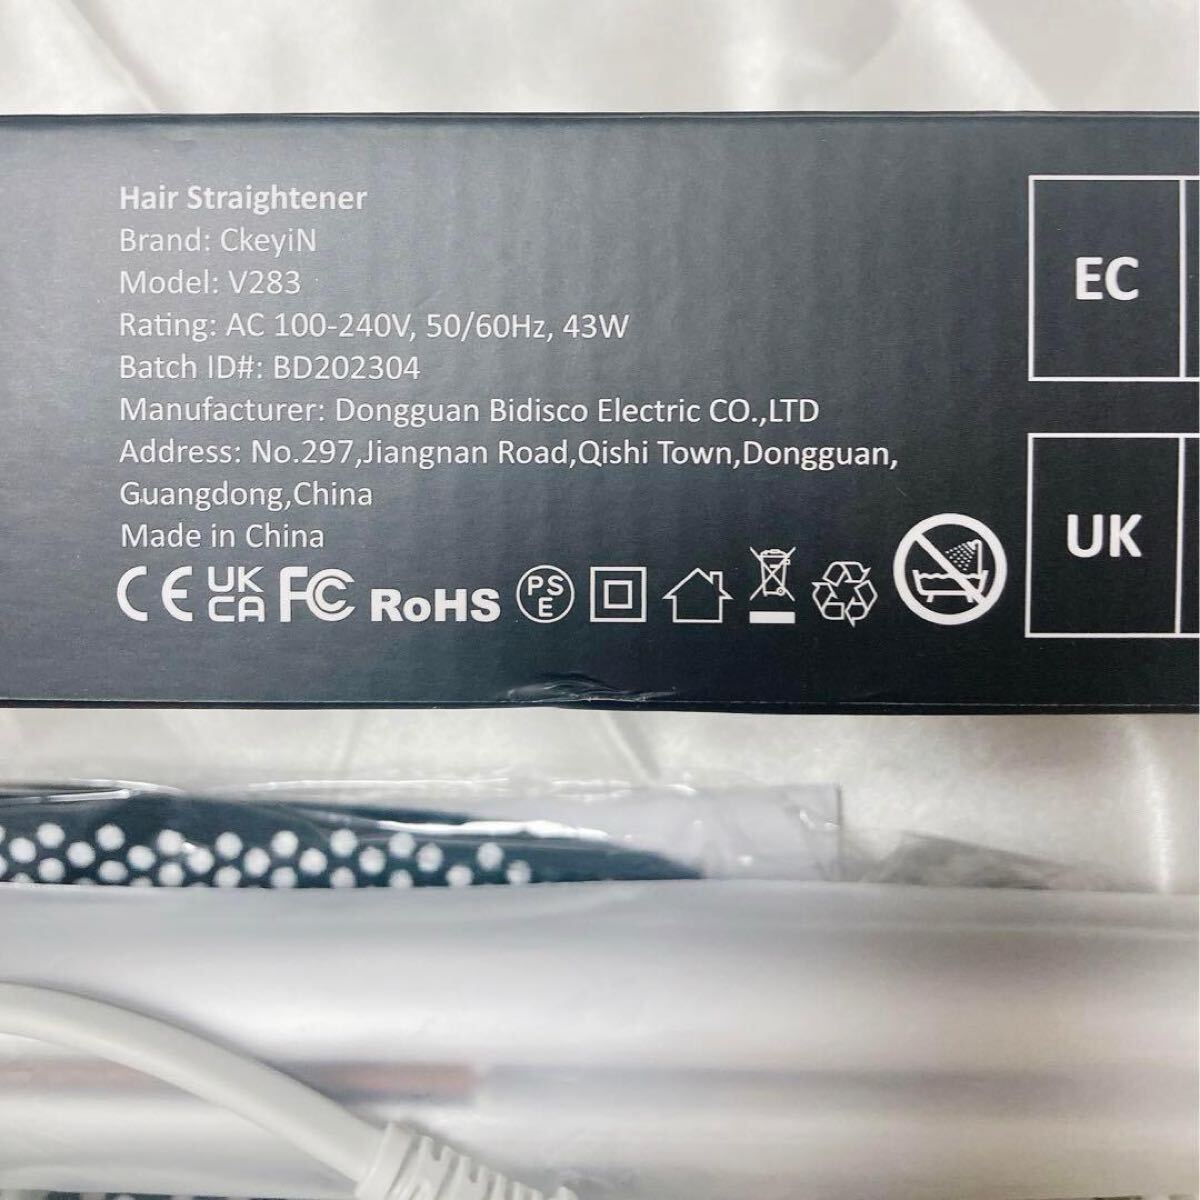 Hair Straightener
Brand: CkeyiN
Model: V283
Rating: AC 100-240V, 50/60Hz, 43W
Batch ID#: BD202304
Manufacturer: Dongguan Bidisco Electric CO.,LTD
Address: No.297,Jiangnan Road,Qishi Town,Dongguan,
Guangdong,China
Made in China
CE UK CA FC RoHS PS E
EC
UK